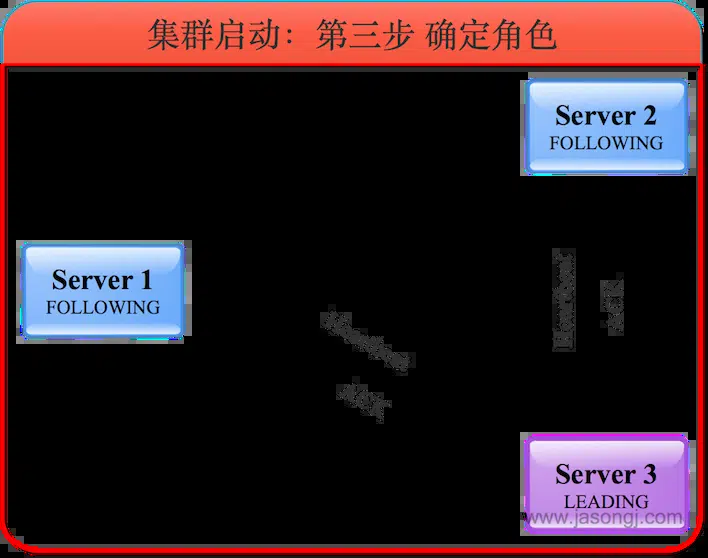 集群启动：第三步 确定角色
Server 2
FOLLOWING
Server 1
FOLLOWING
Heartbeat
ACK
Heartbeat
ACK
Server 3
LEADING
www.jasongj.com